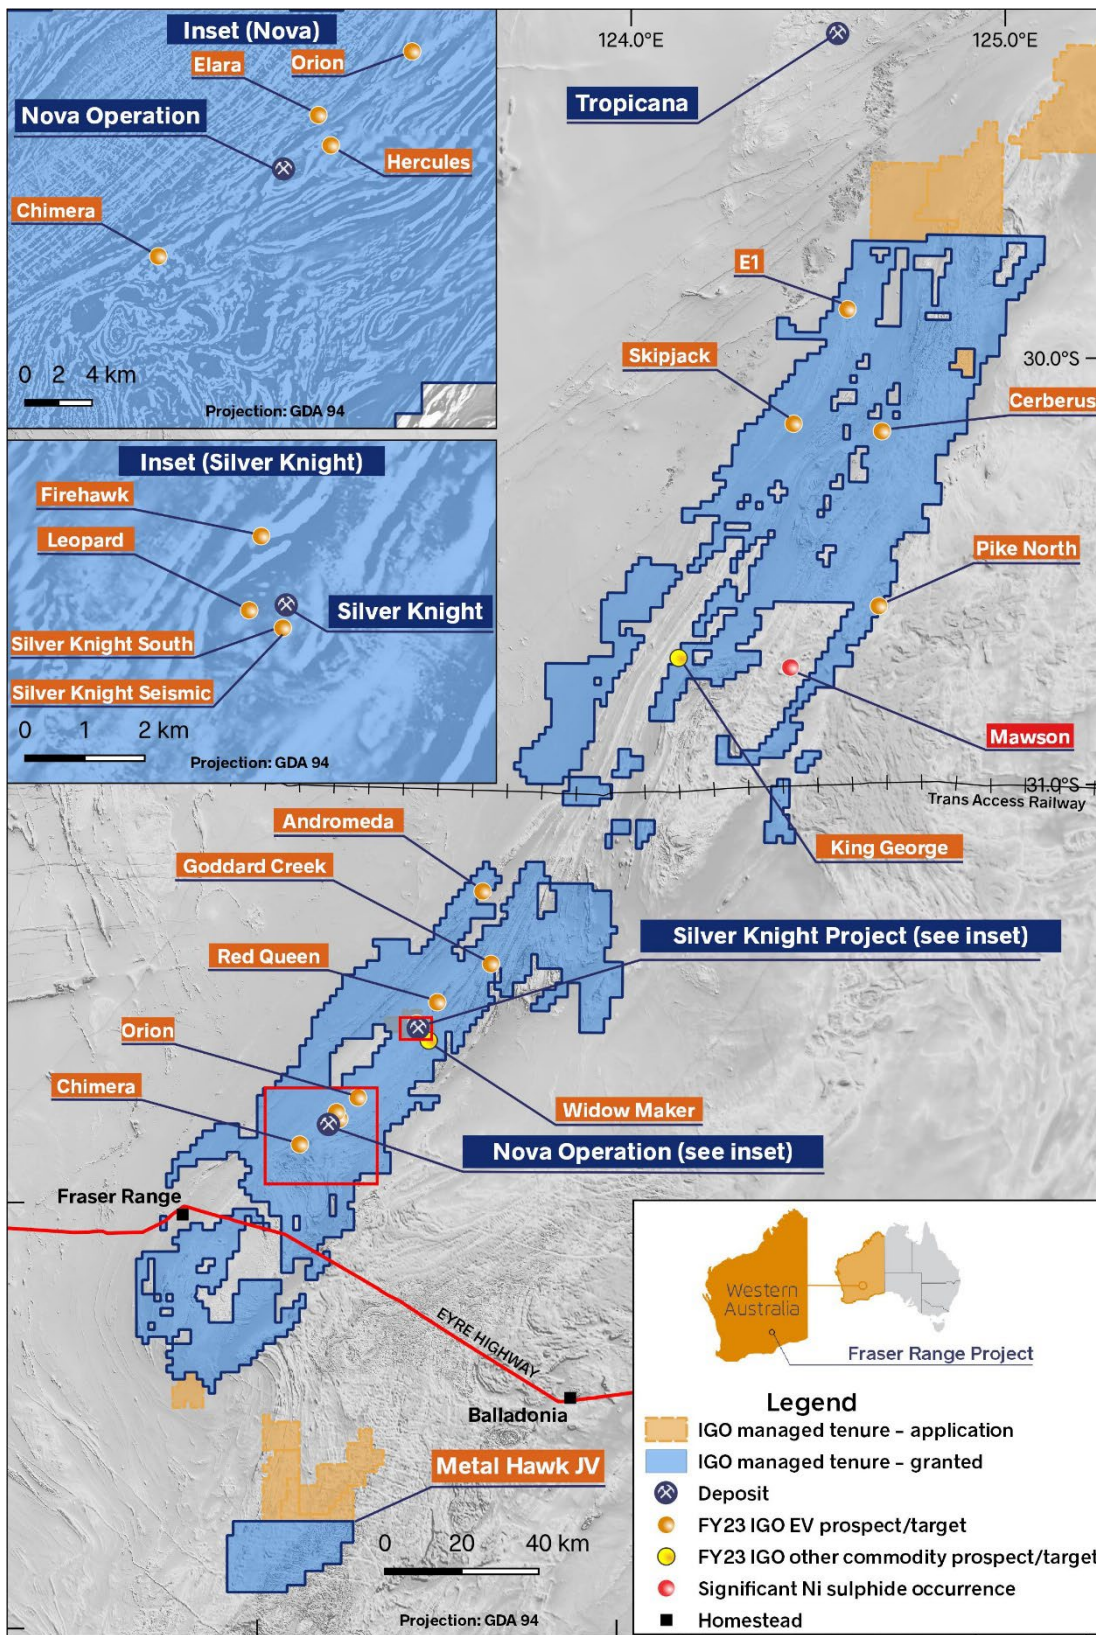 Inset (Nova)
Elara
Orion
Nova Operation
Hercules
Chimera
0 2 4 km
Projection: GDA 94
Inset (Silver Knight)
Firehawk
Leopard
Silver Knight
Silver Knight South
Silver Knight Seismic
0 1 2 km
Projection: GDA 94
124.0°E
125.0°E
Tropicana
E1
30.0°S
Skipjack
Cerberus
Pike North
Mawson
31.0°S
Trans Access Railway
King George
Andromeda
Goddard Creek
Silver Knight Project (see inset)
Red Queen
Orion
Chimera
Widow Maker
Nova Operation (see inset)
Fraser Range
EYRE HIGHWAY
Balladonia
Metal Hawk JV
0 20 40 km
Projection: GDA 94
Western
Australia
Fraser Range Project
Legend
IGO managed tenure – application
IGO managed tenure – granted
Deposit
FY23 IGO EV prospect/target
FY23 IGO other commodity prospect/target
Significant Ni sulphide occurrence
Homestead